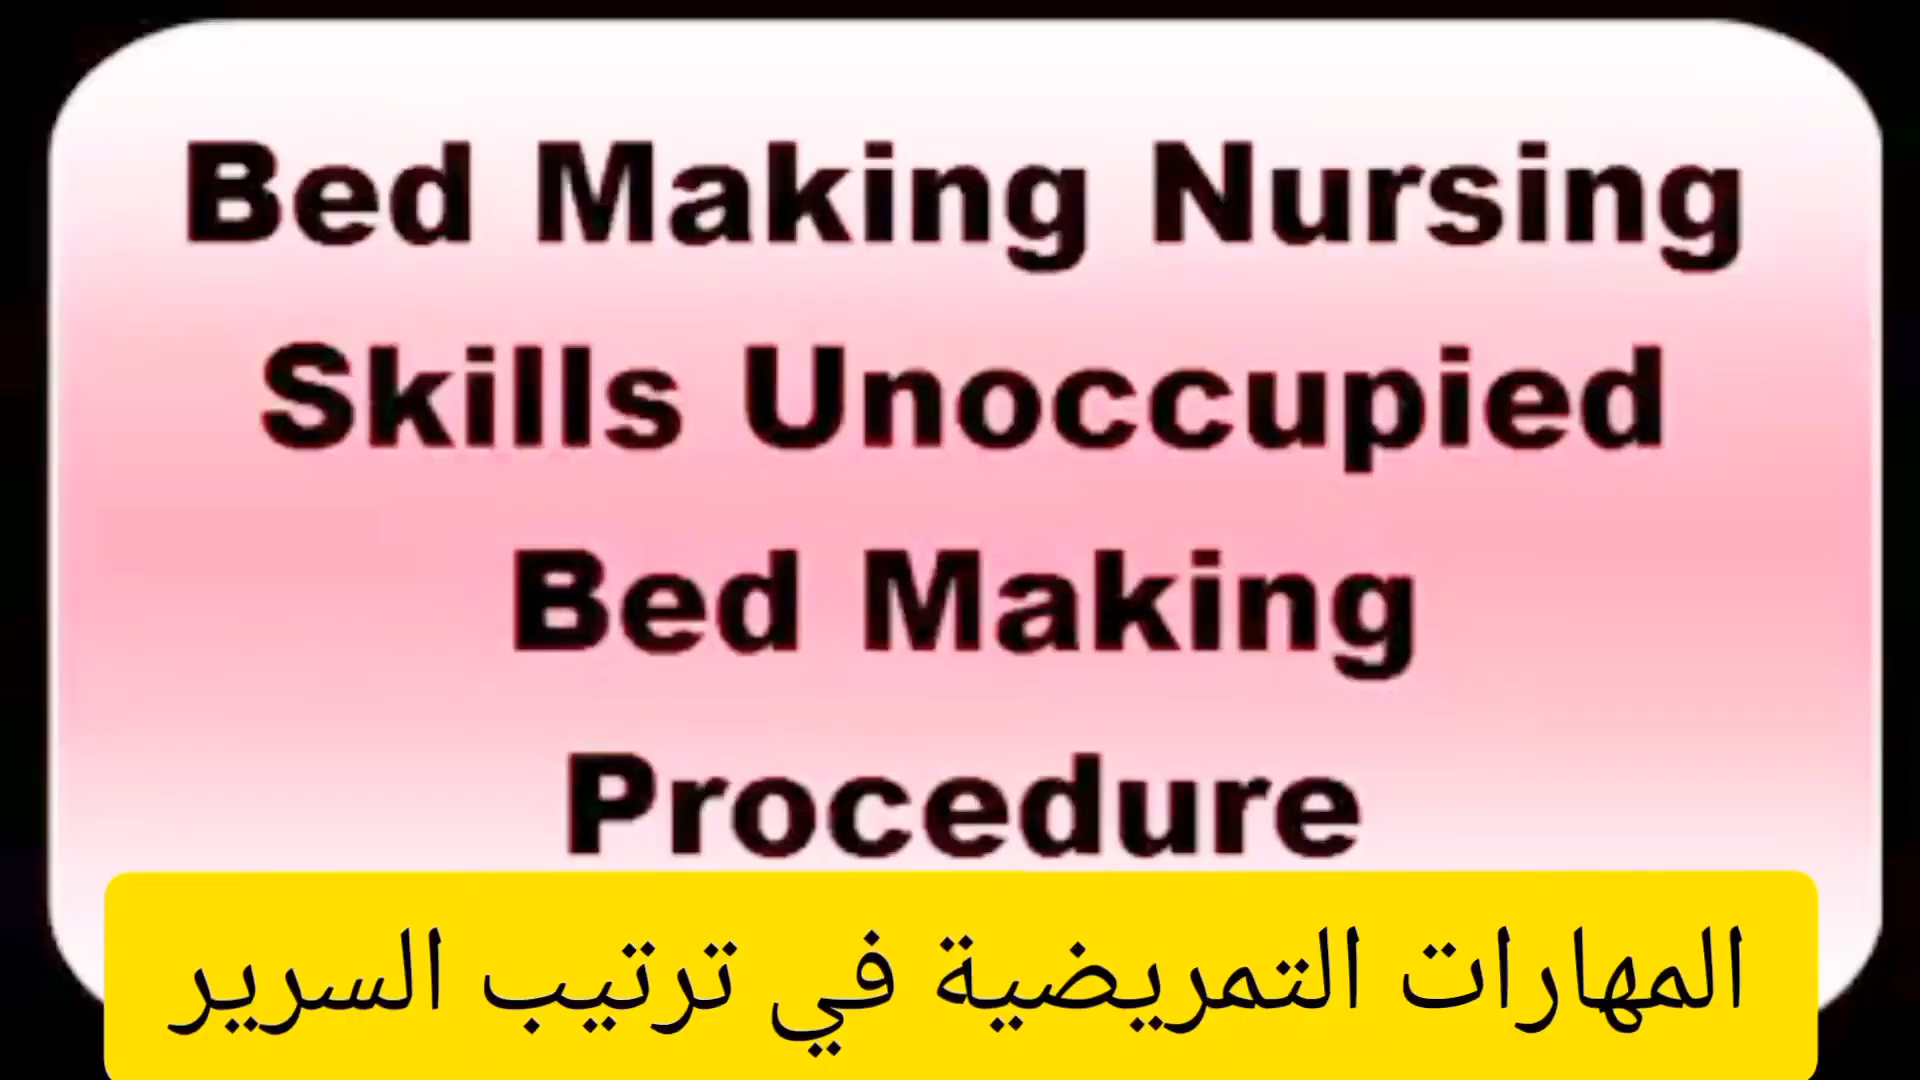 Bed Making Nursing
Skills Unoccupied
Bed Making
Procedure
المهارات التمريضية في ترتيب السرير